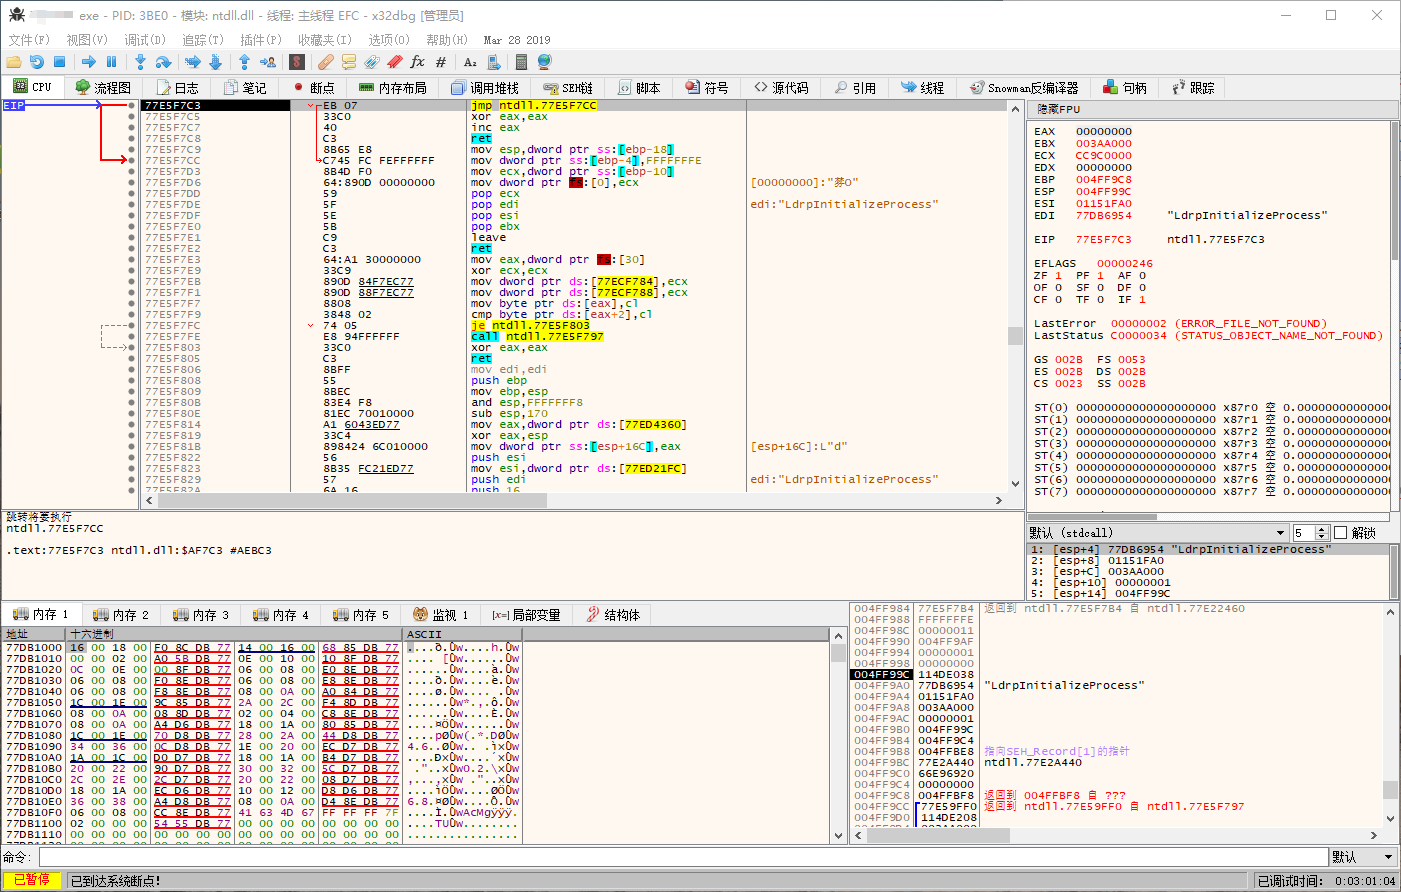 exe - PID: 3BE0 - 模块: ntdll.dll - 线程: 主线程 EFC - x32dbg [管理员]
文件(F) 视图(V) 调试(D) 追踪(T) 插件(P) 收藏夹(I) 选项(O) 帮助(H) Mar 28 2019
CPU 流程图 日志 笔记 断点 内存布局 调用堆栈 SEH链 脚本 符号 源代码 引用 线程 Snowman反编译器 句柄 跟踪
EIP
77E5F7C3 EB 07 jmp ntdll.77E5F7CC
77E5F7C5 33C0 xor eax,eax
77E5F7C7 40 inc eax
77E5F7C8 C3 ret
77E5F7C9 8B65 E8 mov esp,dword ptr ss:[ebp-18]
77E5F7CC C745 FC FEFFFFFF mov dword ptr ss:[ebp-4],FFFFFFFE
77E5F7D3 8B4D F0 mov ecx,dword ptr ss:[ebp-10]
77E5F7D6 64:890D 00000000 mov dword ptr fs:[0],ecx
77E5F7DD 59 pop ecx
77E5F7DE 5F pop edi edi:"LdrpInitializeProcess"
77E5F7DF 5E pop esi
77E5F7E0 5B pop ebx
77E5F7E1 C9 leave
77E5F7E2 C3 ret
77E5F7E3 64:A1 30000000 mov eax,dword ptr fs:[30]
77E5F7E9 33C9 xor ecx,ecx
77E5F7EB 890D 84F7EC77 mov dword ptr ds:[77ECF784],ecx
77E5F7F1 890D 88F7EC77 mov dword ptr ds:[77ECF788],ecx
77E5F7F7 8808 mov byte ptr ds:[eax],cl
77E5F7F9 3848 02 cmp byte ptr ds:[eax+2],cl
77E5F7FC 74 05 je ntdll.77E5F803
77E5F7FE E8 94FFFFFF call ntdll.77E5F797
77E5F803 33C0 xor eax,eax
77E5F805 C3 ret
77E5F806 8BFF mov edi,edi
77E5F808 55 push ebp
77E5F809 8BEC mov ebp,esp
77E5F80B 83E4 F8 and esp,FFFFFFF8
77E5F80E 81EC 70010000 sub esp,170
77E5F814 A1 6043ED77 mov eax,dword ptr ds:[77ED4360]
77E5F819 33C4 xor eax,esp
77E5F81B 898424 6C010000 mov dword ptr ss:[esp+16C],eax [esp+16C]:L"d"
77E5F822 56 push esi
77E5F823 8B35 FC21ED77 mov esi,dword ptr ds:[77ED21FC]
77E5F829 57 push edi edi:"LdrpInitializeProcess"
77E5F82A 6A 16 push 16
隐藏FPU
EAX 00000000
EBX 003AA000
ECX CC9C0000
EDX 00000000
EBP 004FF9C8
ESP 004FF99C
ESI 01151FA0
EDI 77DB6954 "LdrpInitializeProcess"
EIP 77E5F7C3 ntdll.77E5F7C3
EFLAGS 00000246
ZF 1 PF 1 AF 0
OF 0 SF 0 DF 0
CF 0 TF 0 IF 1
LastError 00000002 (ERROR_FILE_NOT_FOUND)
LastStatus C0000034 (STATUS_OBJECT_NAME_NOT_FOUND)
GS 002B FS 0053
ES 002B DS 002B
CS 0023 SS 002B
ST(0) 00000000000000000000 x87r0 空 0.00000000000
ST(1) 00000000000000000000 x87r1 空 0.00000000000
ST(2) 00000000000000000000 x87r2 空 0.00000000000
ST(3) 00000000000000000000 x87r3 空 0.00000000000
ST(4) 00000000000000000000 x87r4 空 0.00000000000
ST(5) 00000000000000000000 x87r5 空 0.00000000000
ST(6) 00000000000000000000 x87r6 空 0.00000000000
ST(7) 00000000000000000000 x87r7 空 0.00000000000
跳转将要执行
ntdll.77E5F7CC
.text:77E5F7C3 ntdll.dll:$AF7C3 #AEBC3
默认 (stdcall) 5 解锁
1: [esp+4] 77DB6954 "LdrpInitializeProcess"
2: [esp+8] 01151FA0
3: [esp+C] 003AA000
4: [esp+10] 00000001
5: [esp+14] 004FF99C
内存 1 内存 2 内存 3 内存 4 内存 5 监视 1 [x=] 局部变量 结构体
地址 十六进制 ASCII
77DB1000 16 00 18 00 F0 8C DB 77 14 00 16 00 68 85 DB 77
77DB1010 00 00 02 00 A0 5B DB 77 0E 00 10 00 10 8F DB 77
77DB1020 0C 00 0E 00 00 8F DB 77 06 00 08 00 E0 8E DB 77
77DB1030 06 00 08 00 F0 8E DB 77 06 00 08 00 E8 8E DB 77
77DB1040 06 00 08 00 F8 8E DB 77 08 00 0A 00 A0 84 DB 77
77DB1050 1C 00 1E 00 9C 85 DB 77 2A 00 2C 00 F4 8D DB 77
77DB1060 08 00 0A 00 08 8D DB 77 02 00 04 00 C8 8E DB 77
77DB1070 08 00 0A 00 A4 D6 DB 77 18 00 1A 00 80 85 DB 77
77DB1080 1C 00 1E 00 70 D8 DB 77 28 00 2A 00 44 D8 DB 77
77DB1090 34 00 36 00 0C D8 DB 77 1E 00 20 00 EC D7 DB 77
77DB10A0 1A 00 1C 00 D0 D7 DB 77 18 00 1A 00 B4 D7 DB 77
77DB10B0 20 00 22 00 90 D7 DB 77 30 00 32 00 5C D7 DB 77
77DB10C0 2C 00 2E 00 2C D7 DB 77 20 00 22 00 08 D7 DB 77
77DB10D0 18 00 1A 00 EC D6 DB 77 10 00 12 00 D8 D6 DB 77
77DB10E0 36 00 38 00 A4 D8 DB 77 08 00 0A 00 D4 8E DB 77
77DB10F0 06 00 08 00 CC 8E DB 77 41 63 4D 67 FF FF FF 7F
77DB1100 02 00 00 00 54 55 DB 77 00 00 00 00 00 00 00 00
77DB1110 00 00 00 00 00 00 00 00 00 00 00 00 00 00 00 00
004FF984 77E5F7B4 返回到 ntdll.77E5F7B4 自 ntdll.77E22460
004FF988 FFFFFFFE
004FF98C 00000011
004FF990 004FF9AF
004FF994 00000001
004FF998 00000000
004FF99C 114DE038
004FF9A0 77DB6954 "LdrpInitializeProcess"
004FF9A4 01151FA0
004FF9A8 003AA000
004FF9AC 00000001
004FF9B0 004FF99C
004FF9B4 004FF9C4
004FF9B8 004FFBE8 指向SEH_Record[1]的指针
004FF9BC 77E2A440 ntdll.77E2A440
004FF9C0 66E96920
004FF9C4 00000000
004FF9C8 004FFBF8 返回到 004FFBF8 自 ???
004FF9CC 77E59FF0 返回到 ntdll.77E59FF0 自 ntdll.77E5F797
004FF9D0 114DE208
命令: 默认
已暂停 已到达系统断点! 已调试时间: 0:03:01:04